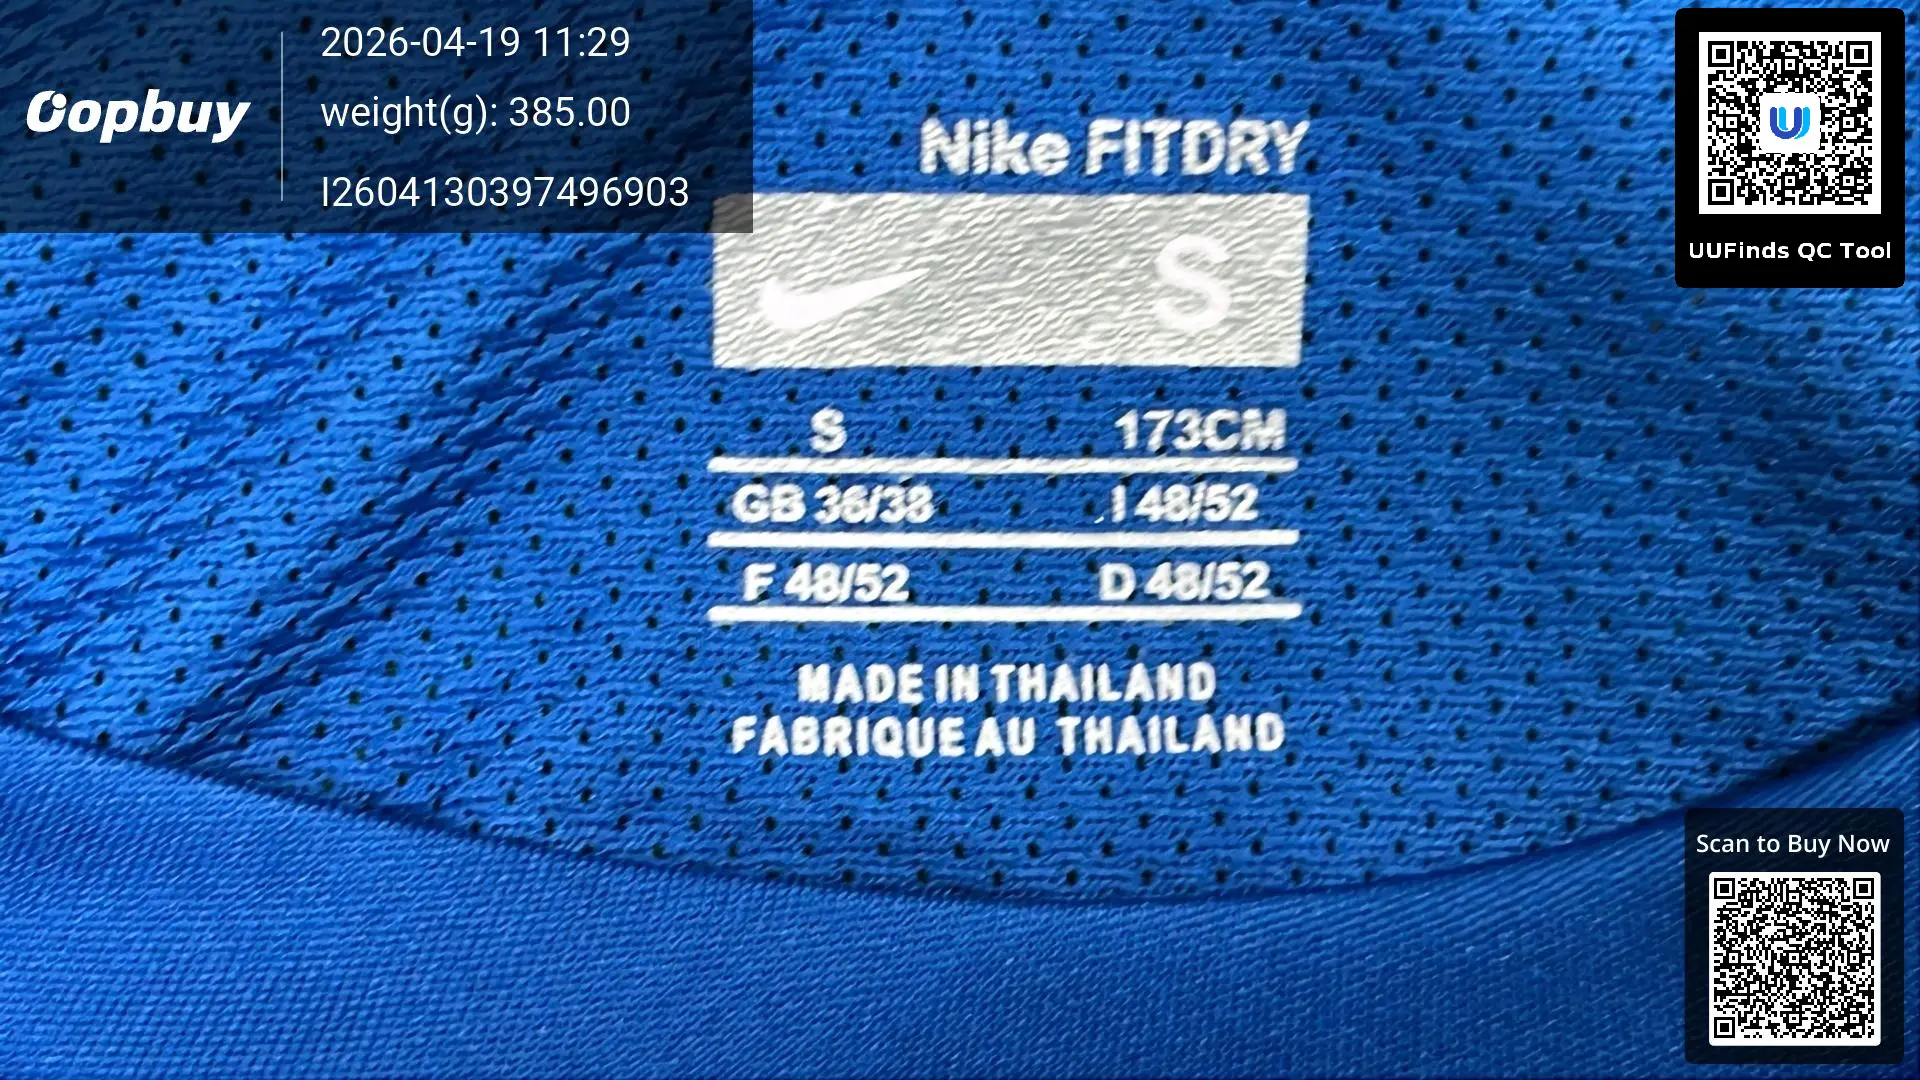 Oopbuy
2026-04-19 11:29
weight(g): 385.00
I2604130397496903
UUFinds QC Tool
Nike FITDRY
S
S 173CM
GB 36/38 I 48/52
F 48/52 D 48/52
MADE IN THAILAND
FABRIQUE AU THAILAND
Scan to Buy Now